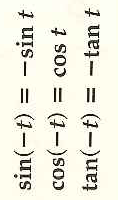 sin(−t) = −sin t
cos(−t) = cos t
tan(−t) = −tan t